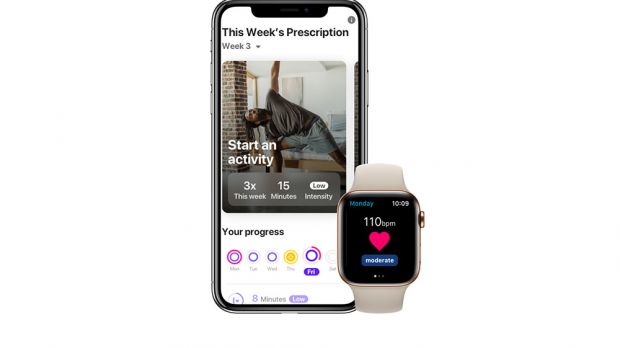 This Week's Prescription
Week 3
Start an
activity
3x
15
Low
This week
Minutes
Intensity
Your progress
Mon Tue Wed Thu Fri
8 Minutes Low
Monday 10:09
110bpm
moderate